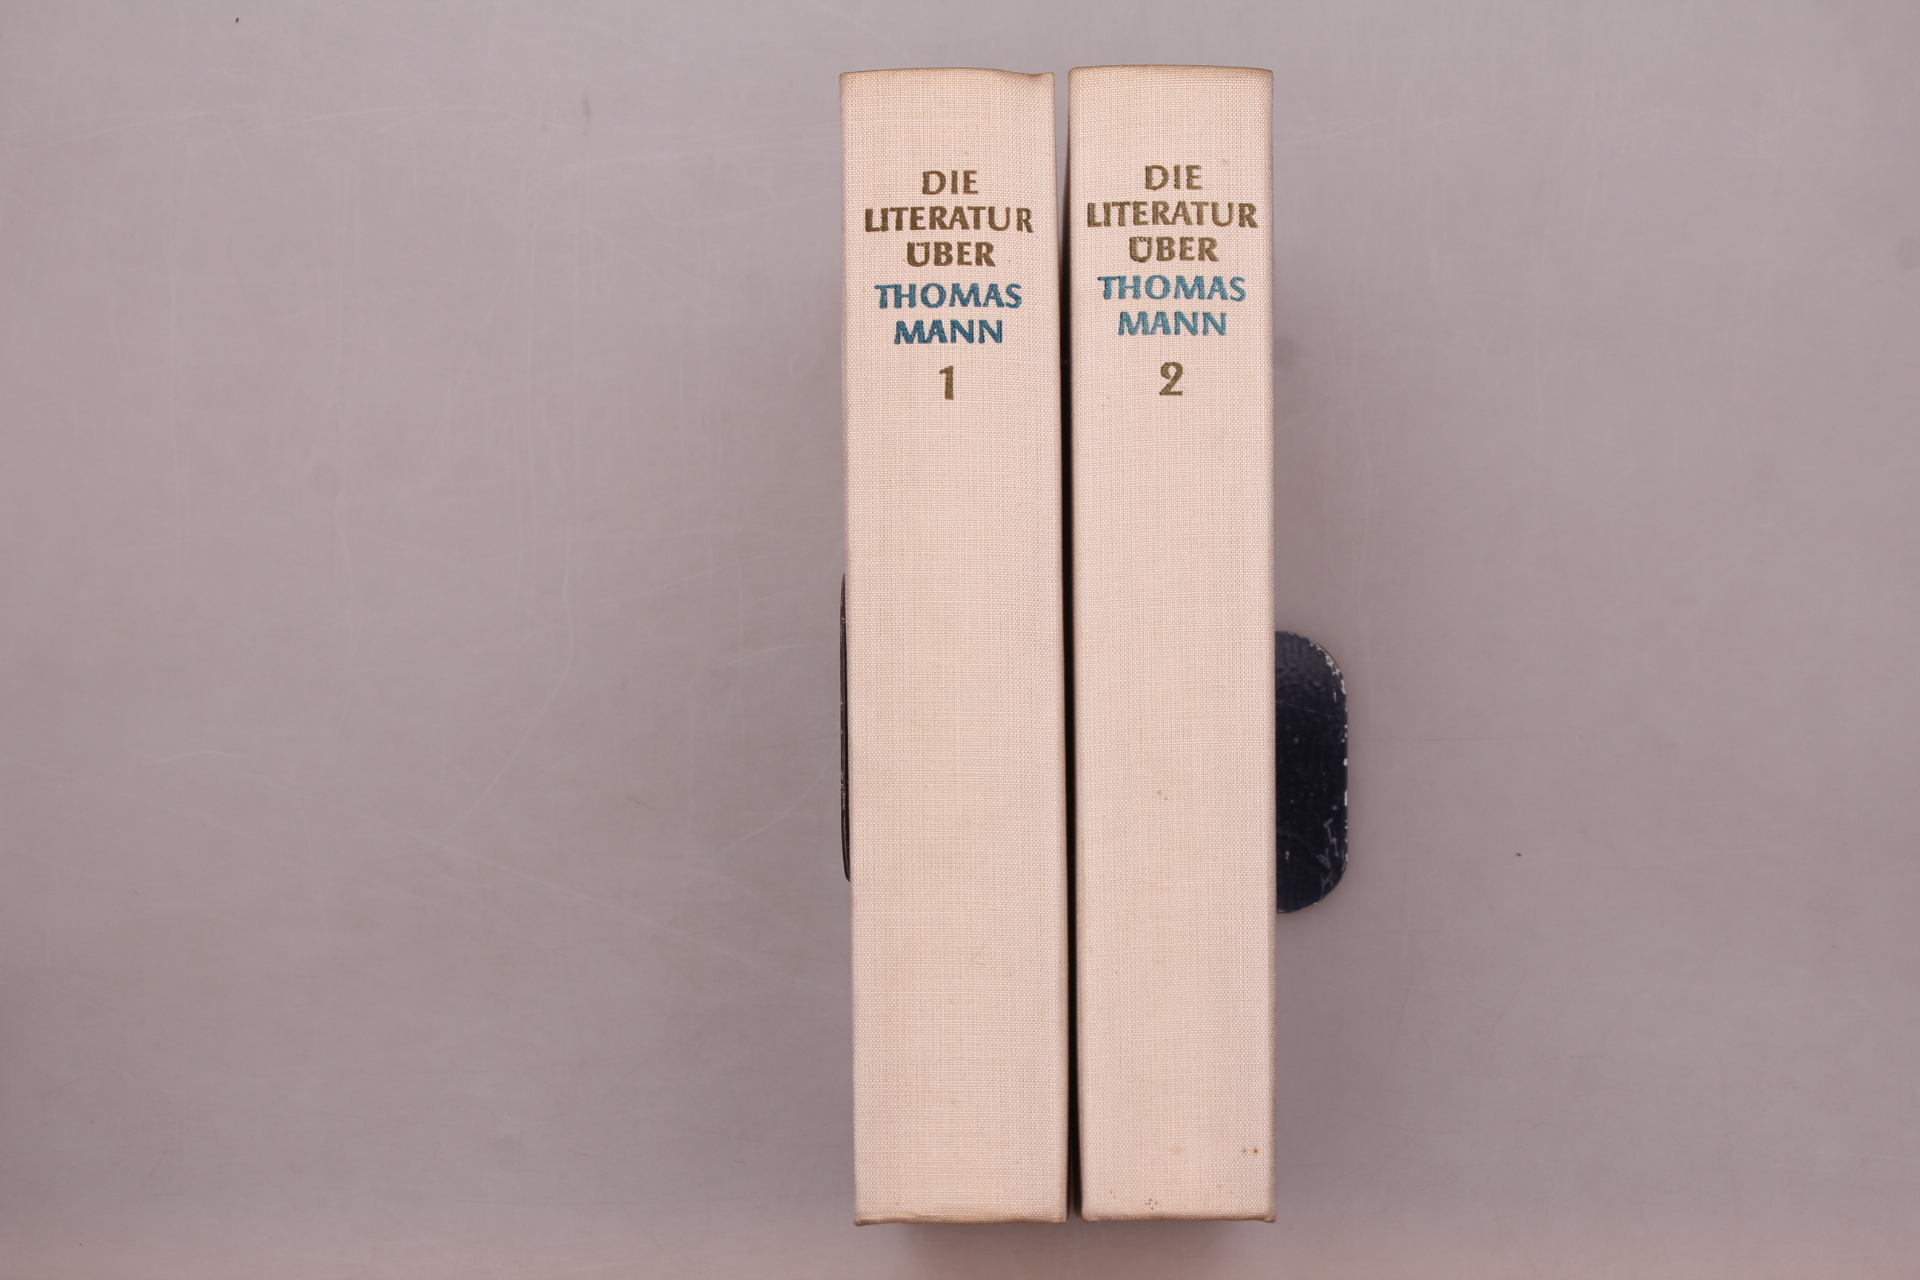 DIE
LITERATUR
ÜBER
THOMAS
MANN
1
DIE
LITERATUR
ÜBER
THOMAS
MANN
2